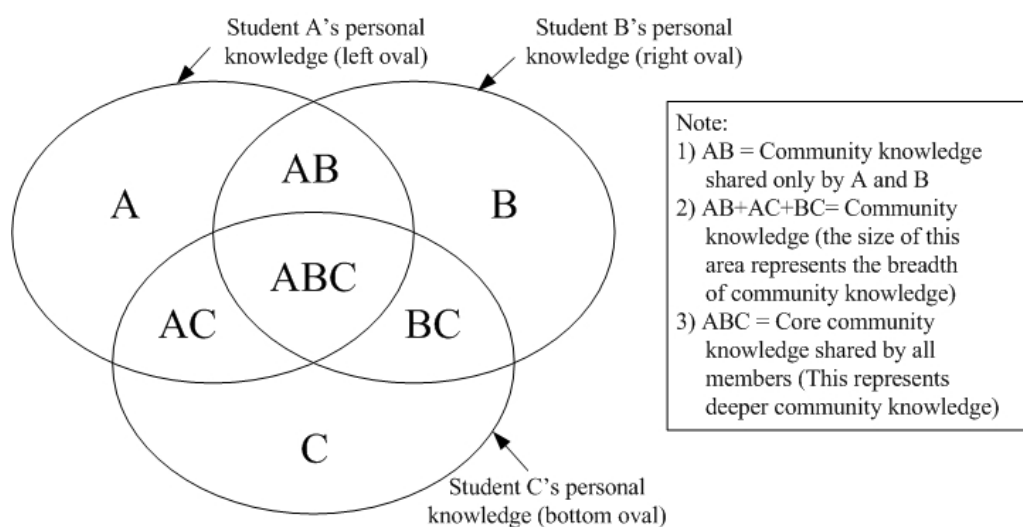 Student A's personal
knowledge (left oval)
Student B's personal
knowledge (right oval)
A
AB
B
ABC
AC
BC
C
Student C's personal
knowledge (bottom oval)
Note:
1) AB = Community knowledge
shared only by A and B
2) AB+AC+BC= Community
knowledge (the size of this
area represents the breadth
of community knowledge)
3) ABC = Core community
knowledge shared by all
members (This represents
deeper community knowledge)